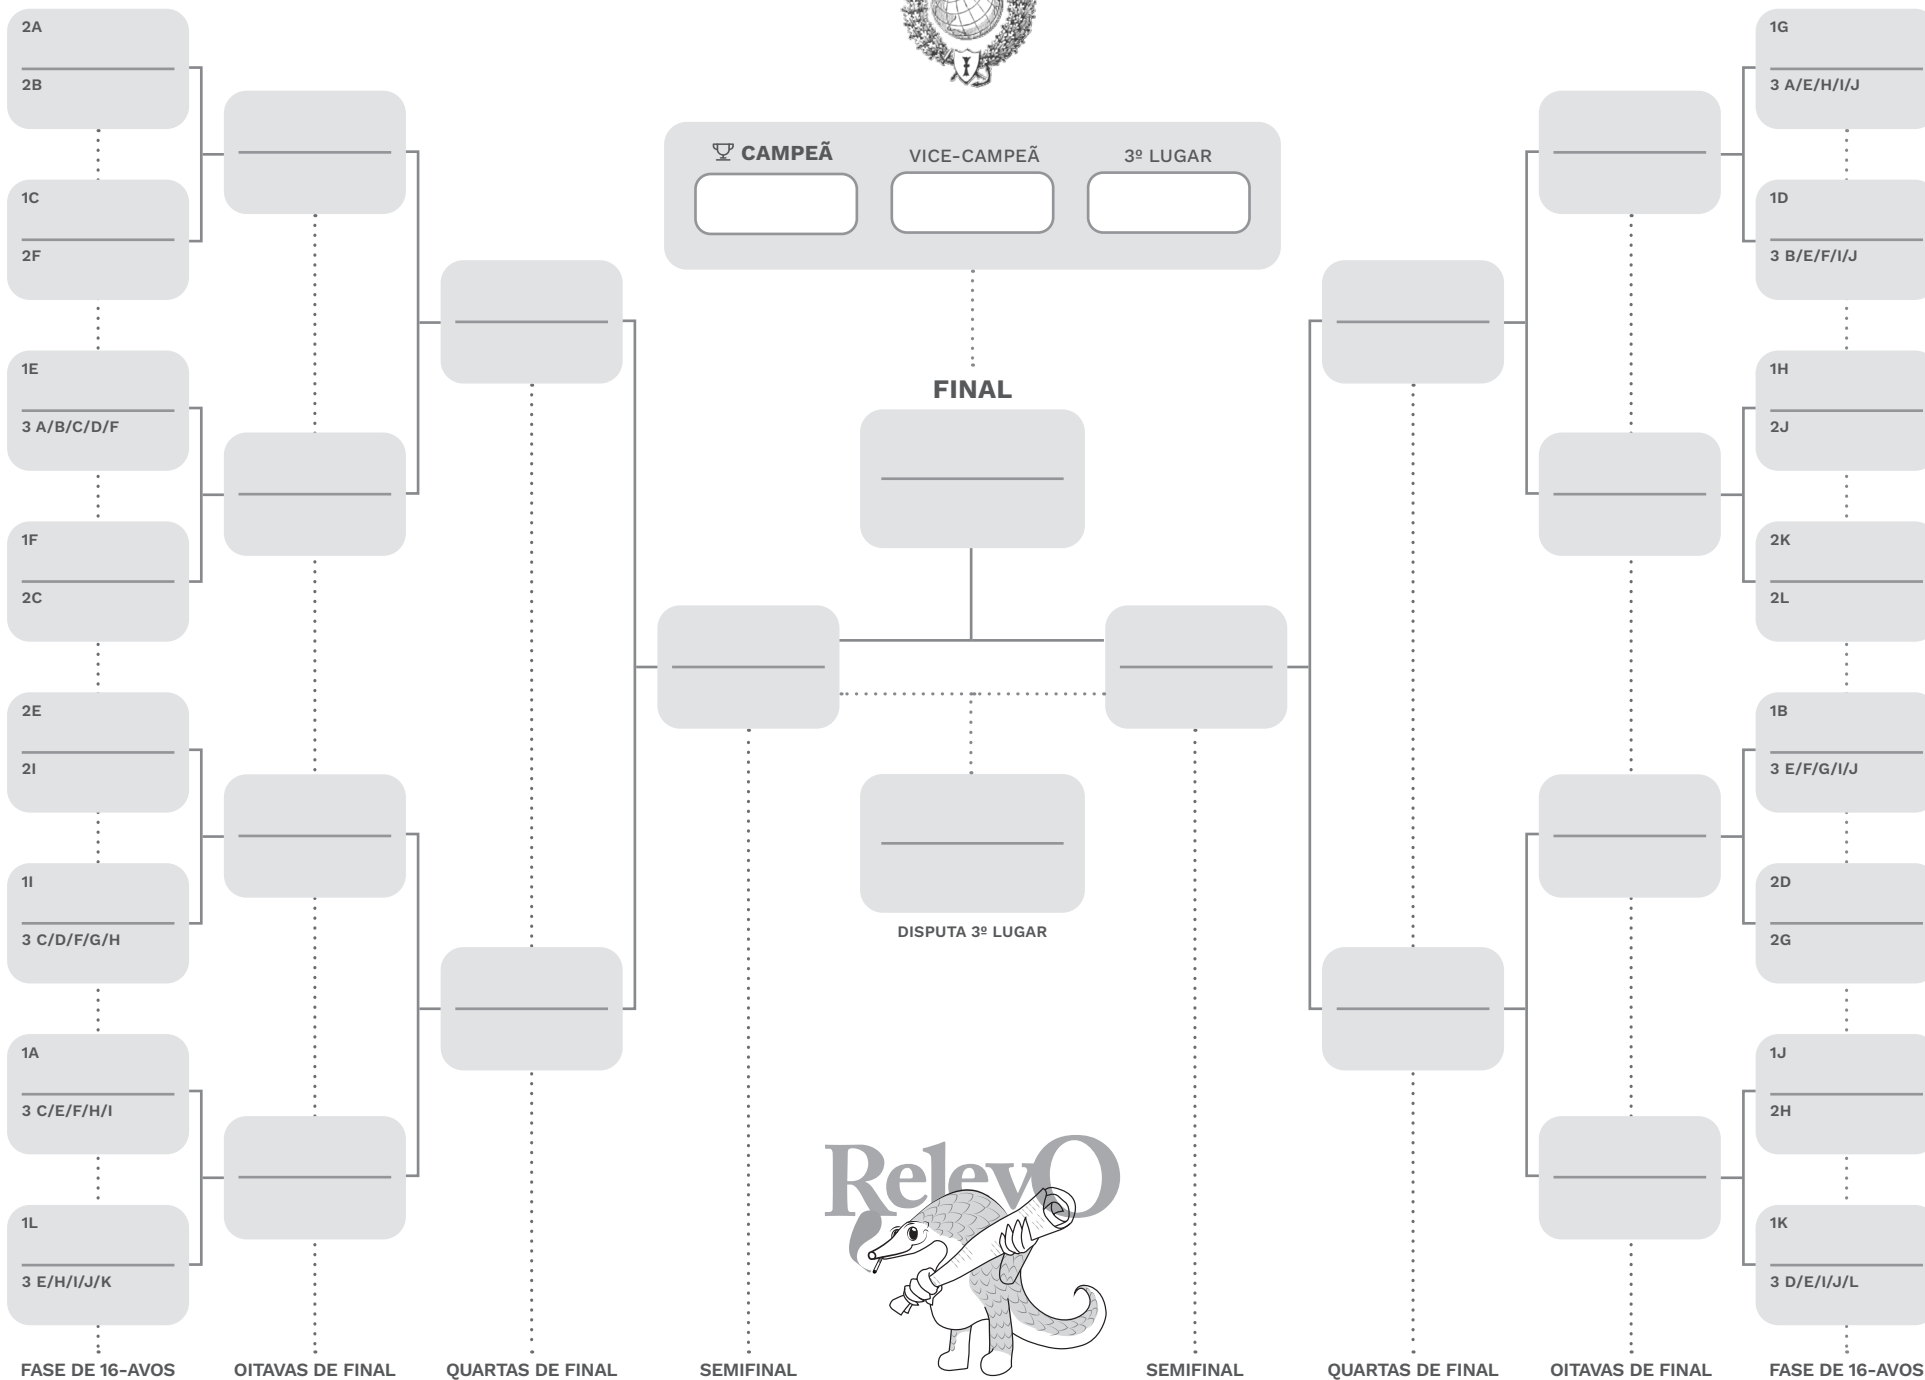 2A
2B
1C
2F
1E
3 A/B/C/D/F
1F
2C
2E
2I
1I
3 C/D/F/G/H
1A
3 C/E/F/H/I
1L
3 E/H/I/J/K
CAMPEÃ
VICE-CAMPEÃ
3º LUGAR
FINAL
DISPUTA 3º LUGAR
RelevO
1G
3 A/E/H/I/J
1D
3 B/E/F/I/J
1H
2J
2K
2L
1B
3 E/F/G/I/J
2D
2G
1J
2H
1K
3 D/E/I/J/L
FASE DE 16-AVOS
OITAVAS DE FINAL
QUARTAS DE FINAL
SEMIFINAL
SEMIFINAL
QUARTAS DE FINAL
OITAVAS DE FINAL
FASE DE 16-AVOS